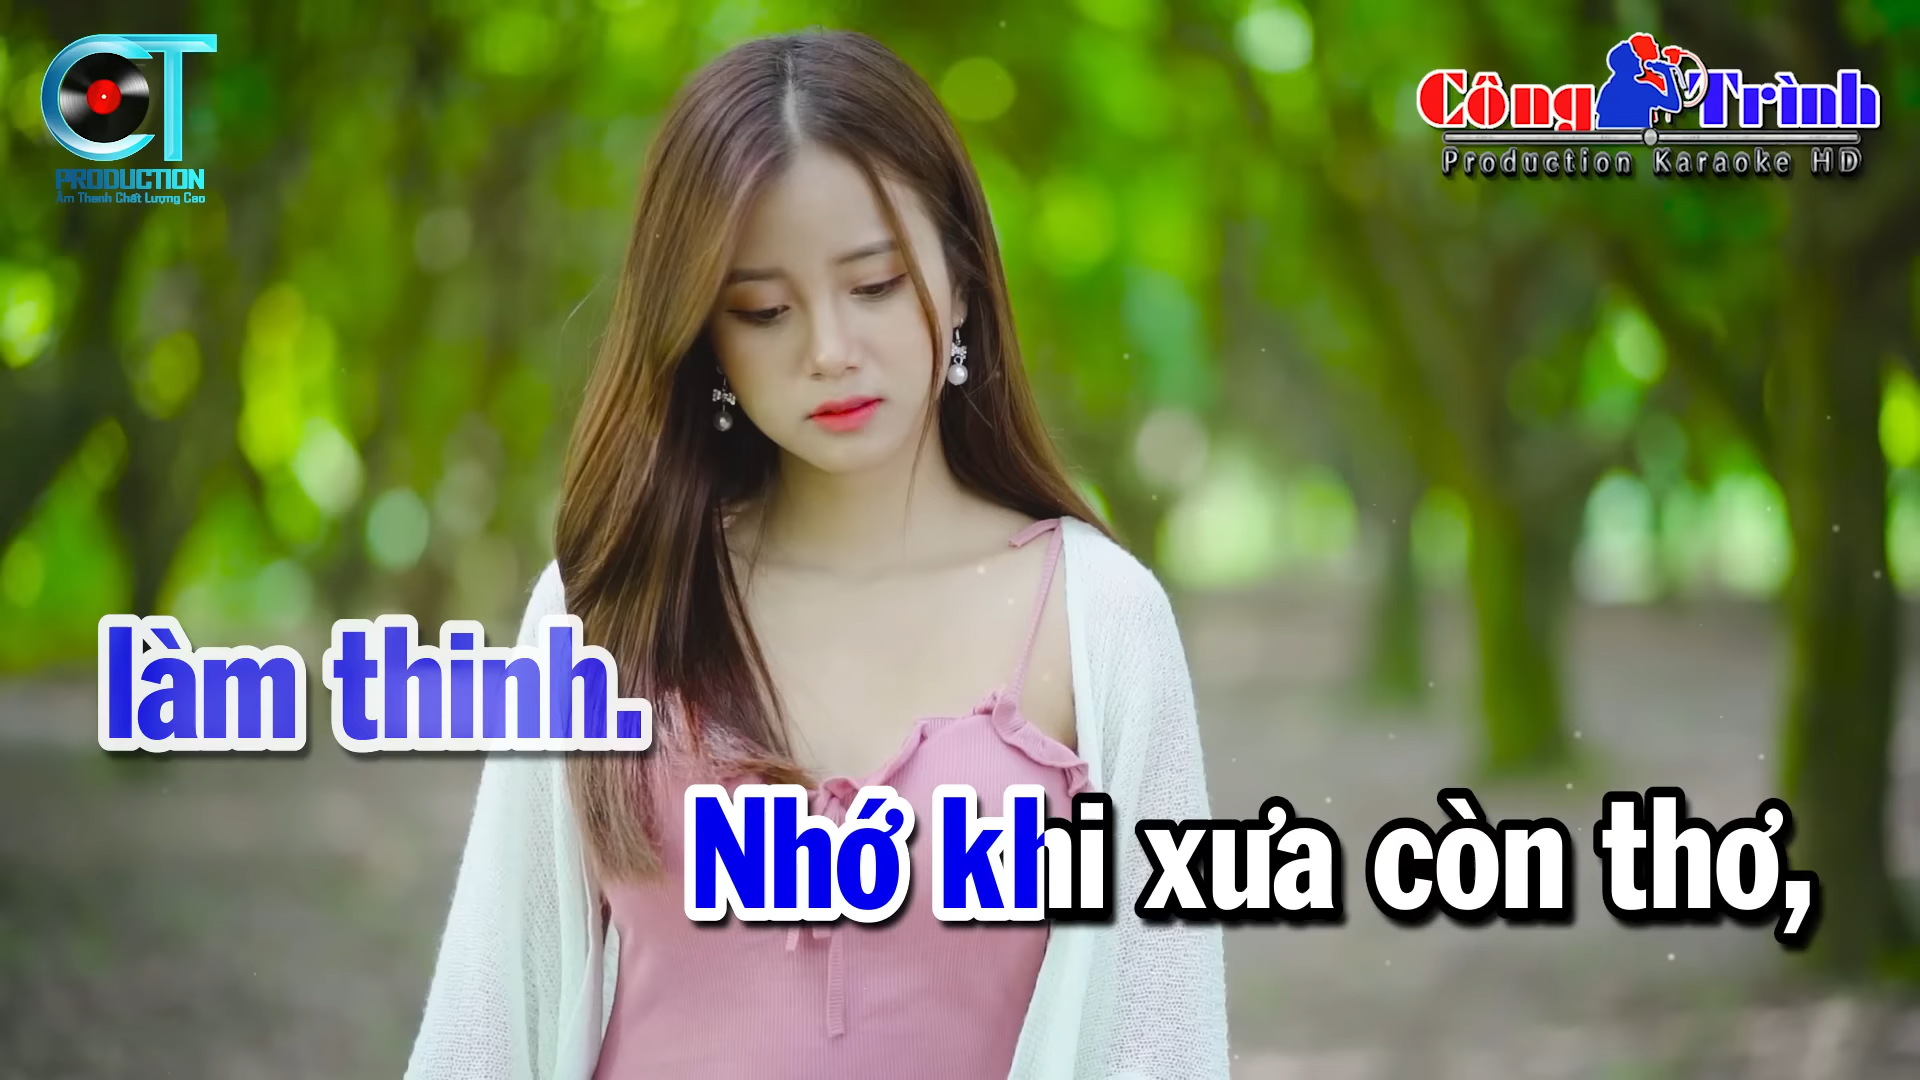 CT
PRODUCTION
Âm Thanh Chất Lượng Cao
Công Trình
Production Karaoke HD
làm thinh.
Nhớ khi xưa còn thơ,